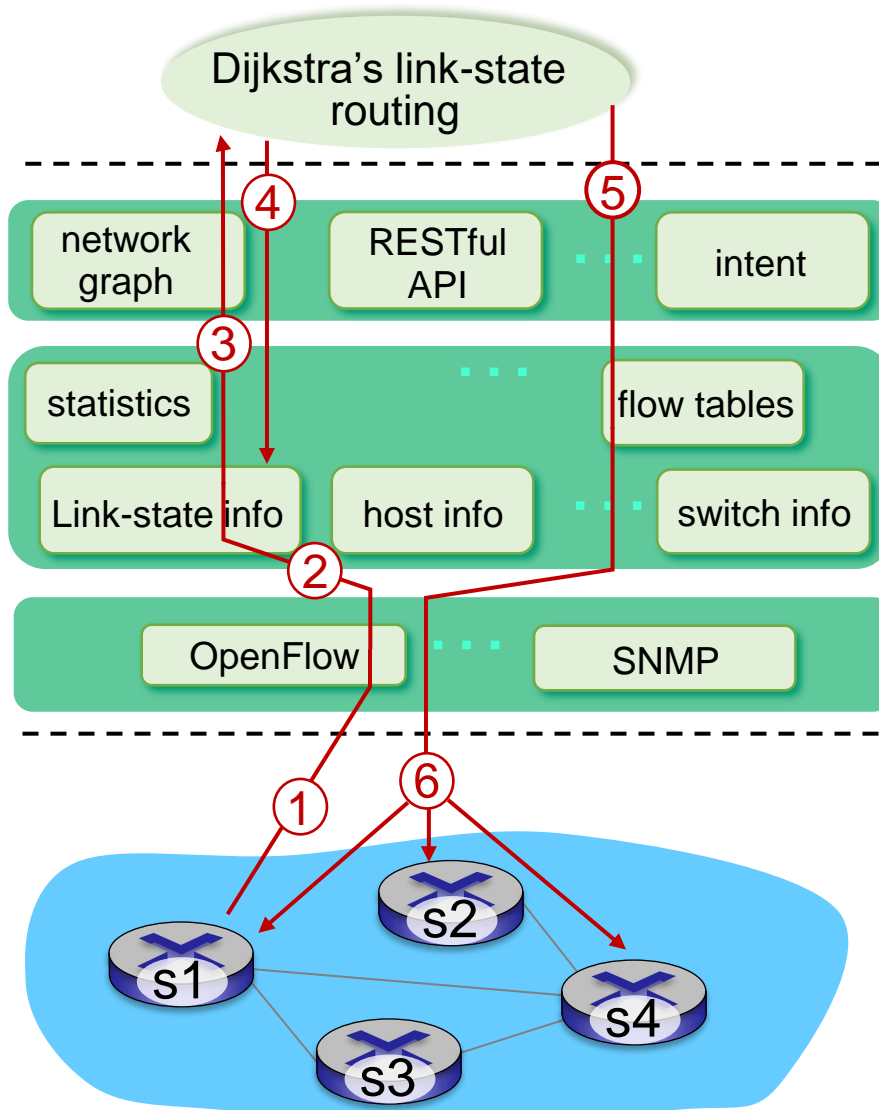 Dijkstra's link-state
routing
4
5
network
graph
RESTful
API
intent
3
statistics
flow tables
Link-state info
host info
switch info
2
OpenFlow
SNMP
1
6
s2
s1
s4
s3